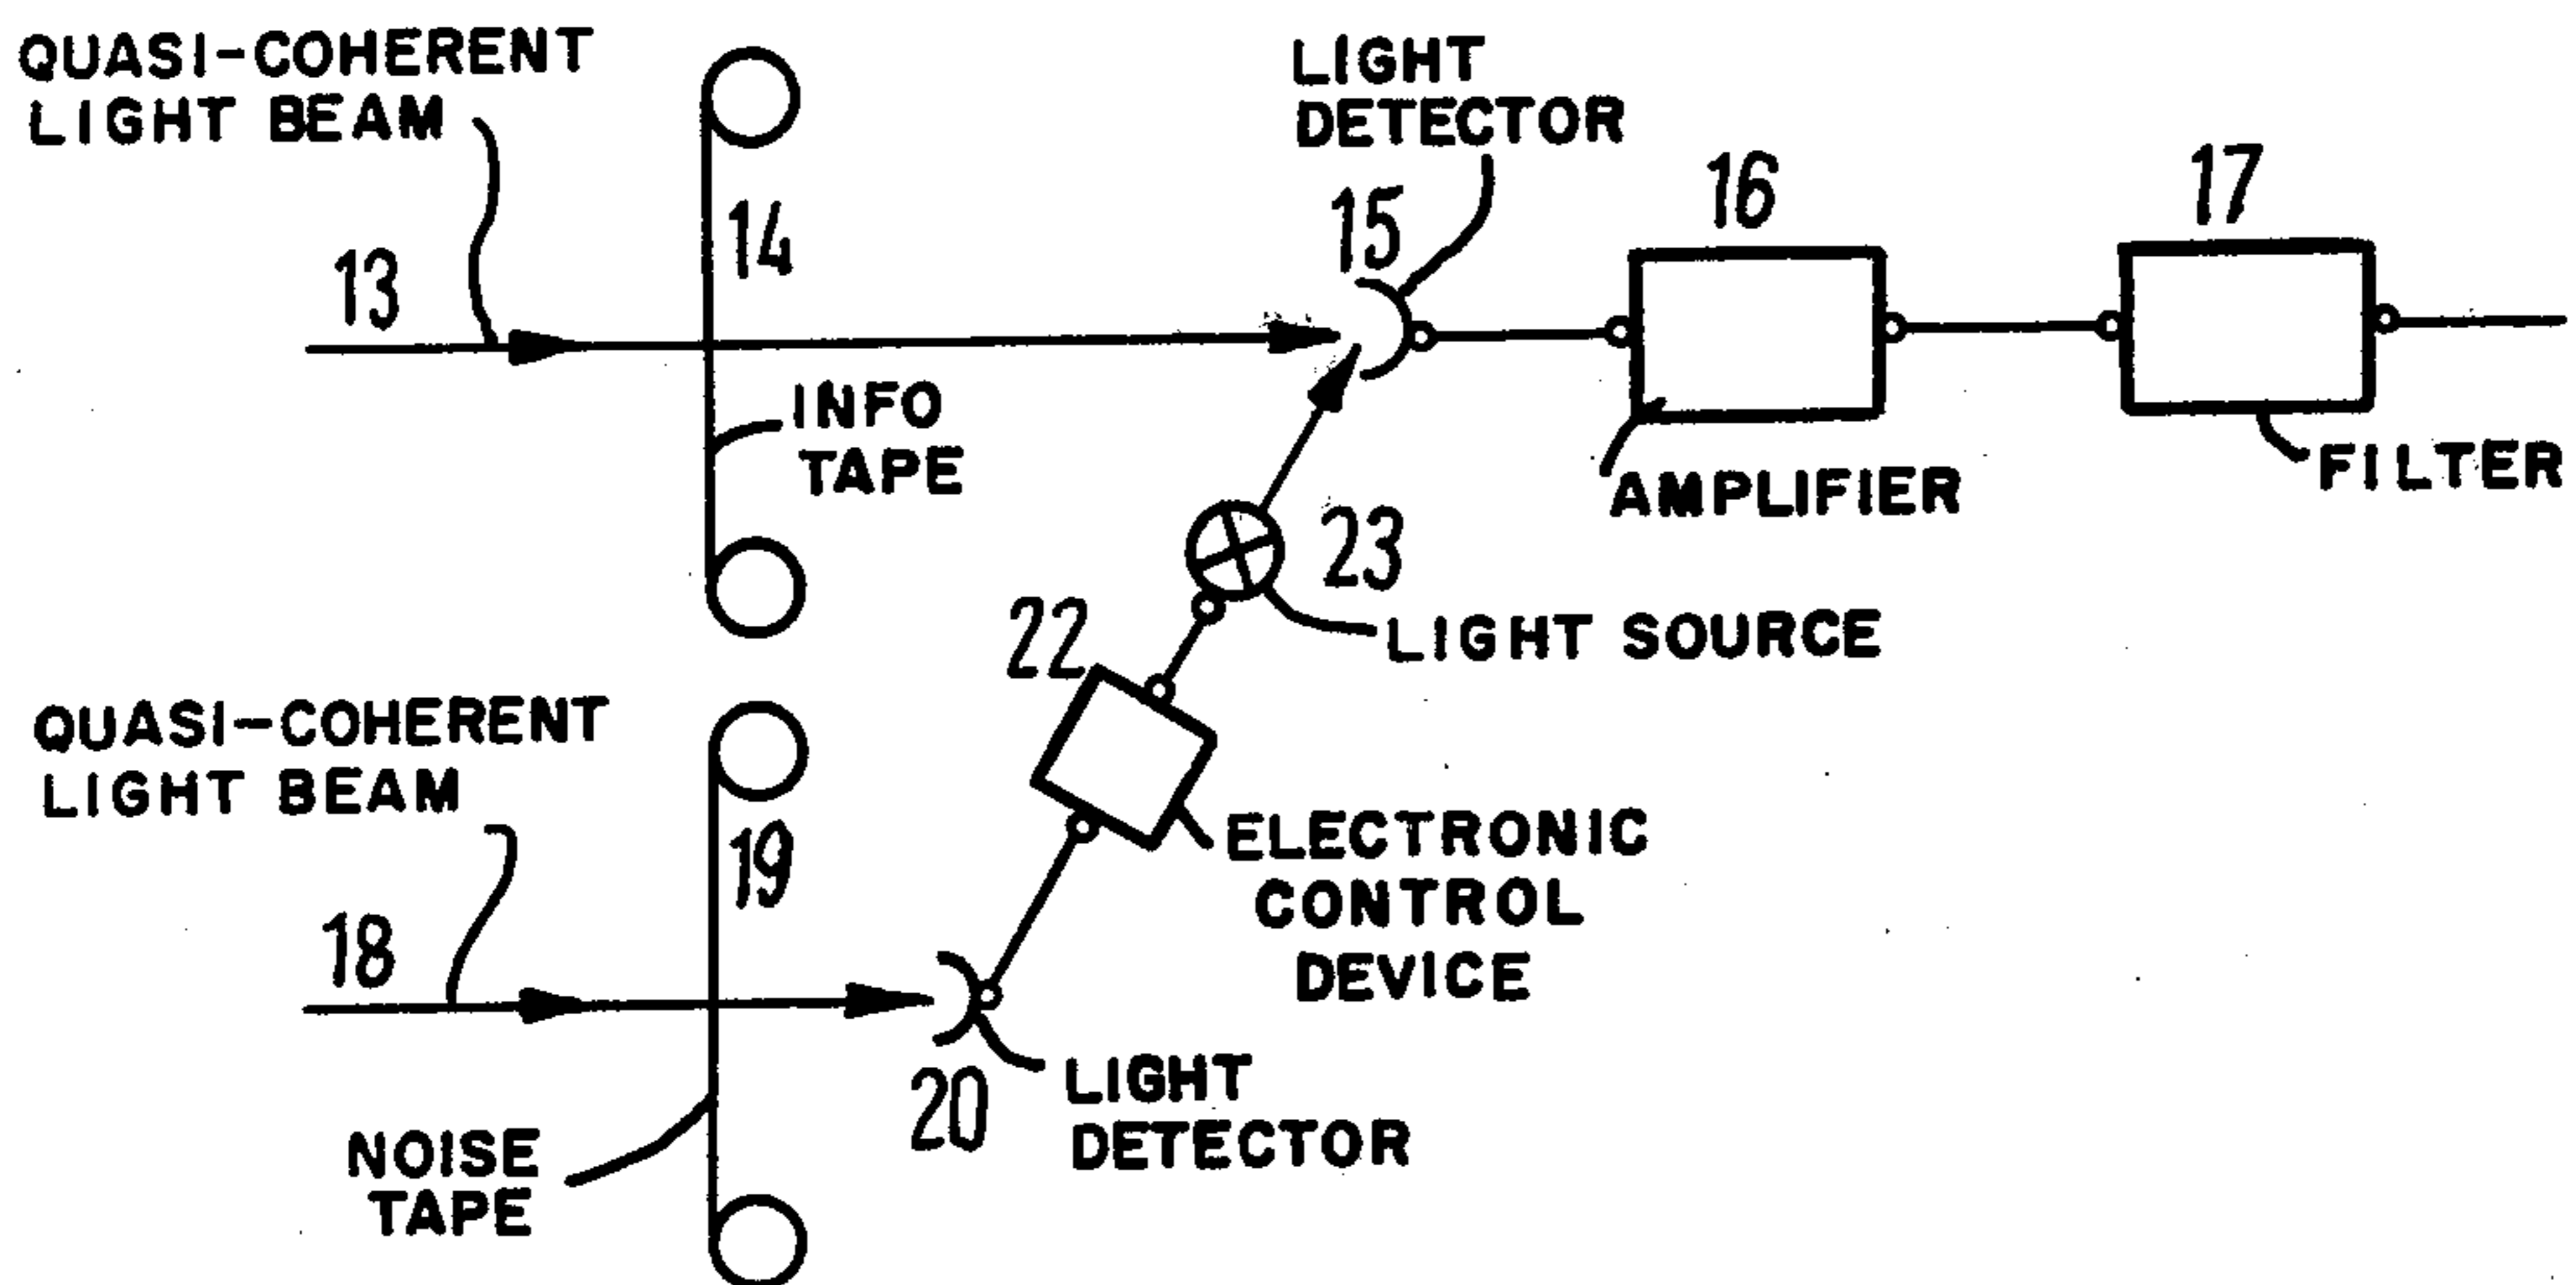 QUASI-COHERENT
LIGHT BEAM
13
14
INFO
TAPE
LIGHT
DETECTOR
15
16
AMPLIFIER
17
FILTER
23
LIGHT SOURCE
22
ELECTRONIC
CONTROL
DEVICE
QUASI-COHERENT
LIGHT BEAM
18
19
NOISE
TAPE
20
LIGHT
DETECTOR